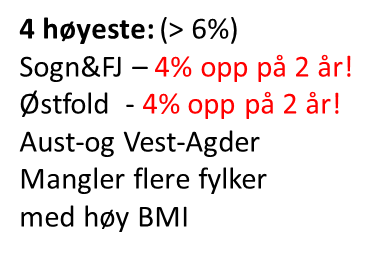 4 høyeste: (> 6%)
Sogn&FJ – 4% opp på 2 år!
Østfold - 4% opp på 2 år!
Aust-og Vest-Agder
Mangler flere fylker
med høy BMI